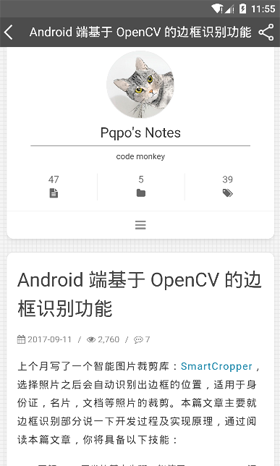 11:55
Android 端基于 OpenCV 的边框识别功能
Pqpo's Notes
code monkey
47 5 39
Android 端基于 OpenCV 的边
框识别功能
2017-09-11 / 2,760 / 7
上个月写了一个智能图片裁剪库：SmartCropper，
选择照片之后会自动识别出边框的位置，适用于身
份证，名片，文档等照片的裁剪。本篇文章主要就
边框识别部分说一下开发过程及实现原理，通过阅
读本篇文章，你将具备以下技能：